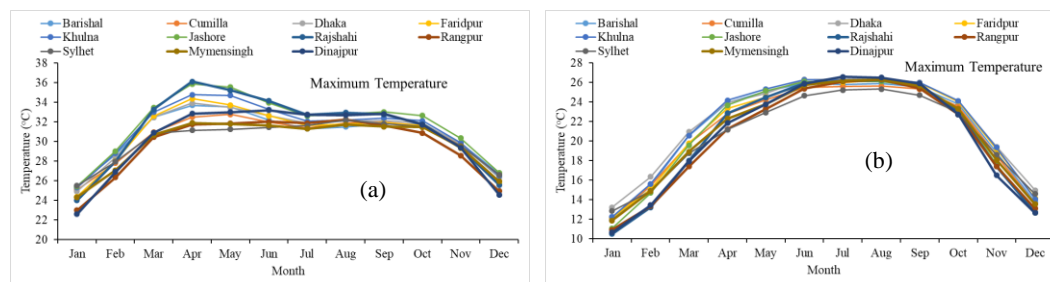 Barishal Cumilla Dhaka Faridpur
Khulna Jashore Rajshahi Rangpur
Sylhet Mymensingh Dinajpur
38
36
34
32
30
28
26
24
22
20
Temperature (°C)
Maximum Temperature
(a)
Jan Feb Mar Apr May Jun Jul Aug Sep Oct Nov Dec
Month
Barishal Cumilla Dhaka Faridpur
Khulna Jashore Rajshahi Rangpur
Sylhet Mymensingh Dinajpur
28
26
24
22
20
18
16
14
12
10
Temperature (°C)
Maximum Temperature
(b)
Jan Feb Mar Apr May Jun Jul Aug Sep Oct Nov Dec
Month